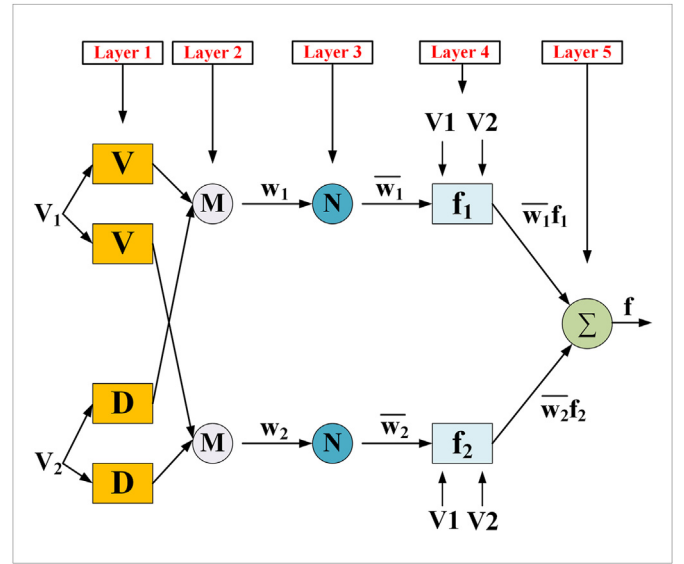 Layer 1 Layer 2 Layer 3 Layer 4 Layer 5
V1 V2
V
V₁
V
M
w₁
N
w̅₁
f₁
w̅₁f₁
Σ
f
D
V₂
D
M
w₂
N
w̅₂
f₂
w̅₂f₂
V1 V2